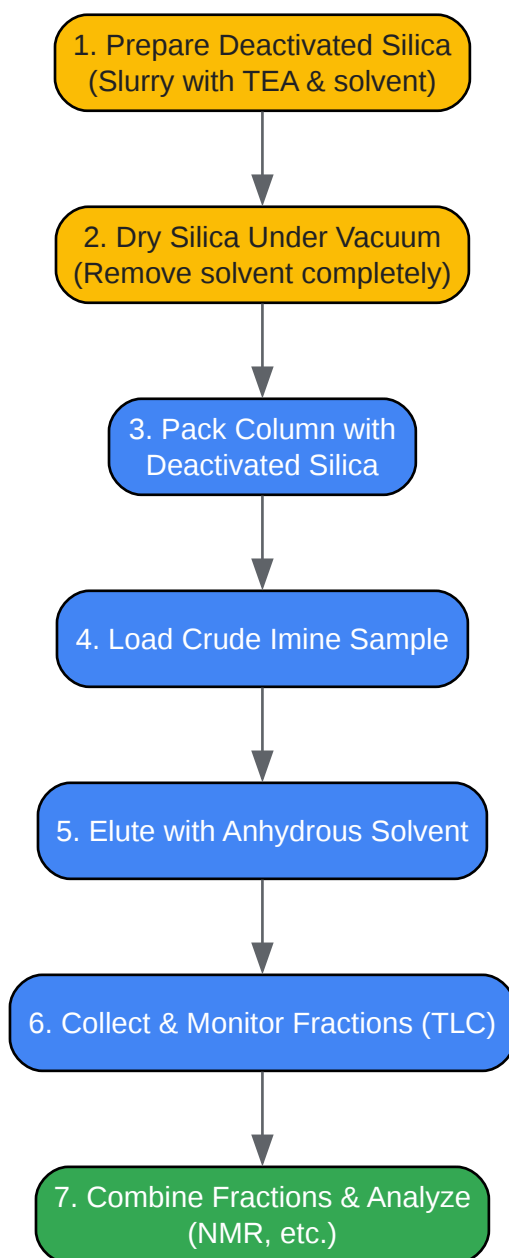 1. Prepare Deactivated Silica
(Slurry with TEA & solvent)
2. Dry Silica Under Vacuum
(Remove solvent completely)
3. Pack Column with
Deactivated Silica
4. Load Crude Imine Sample
5. Elute with Anhydrous Solvent
6. Collect & Monitor Fractions (TLC)
7. Combine Fractions & Analyze
(NMR, etc.)